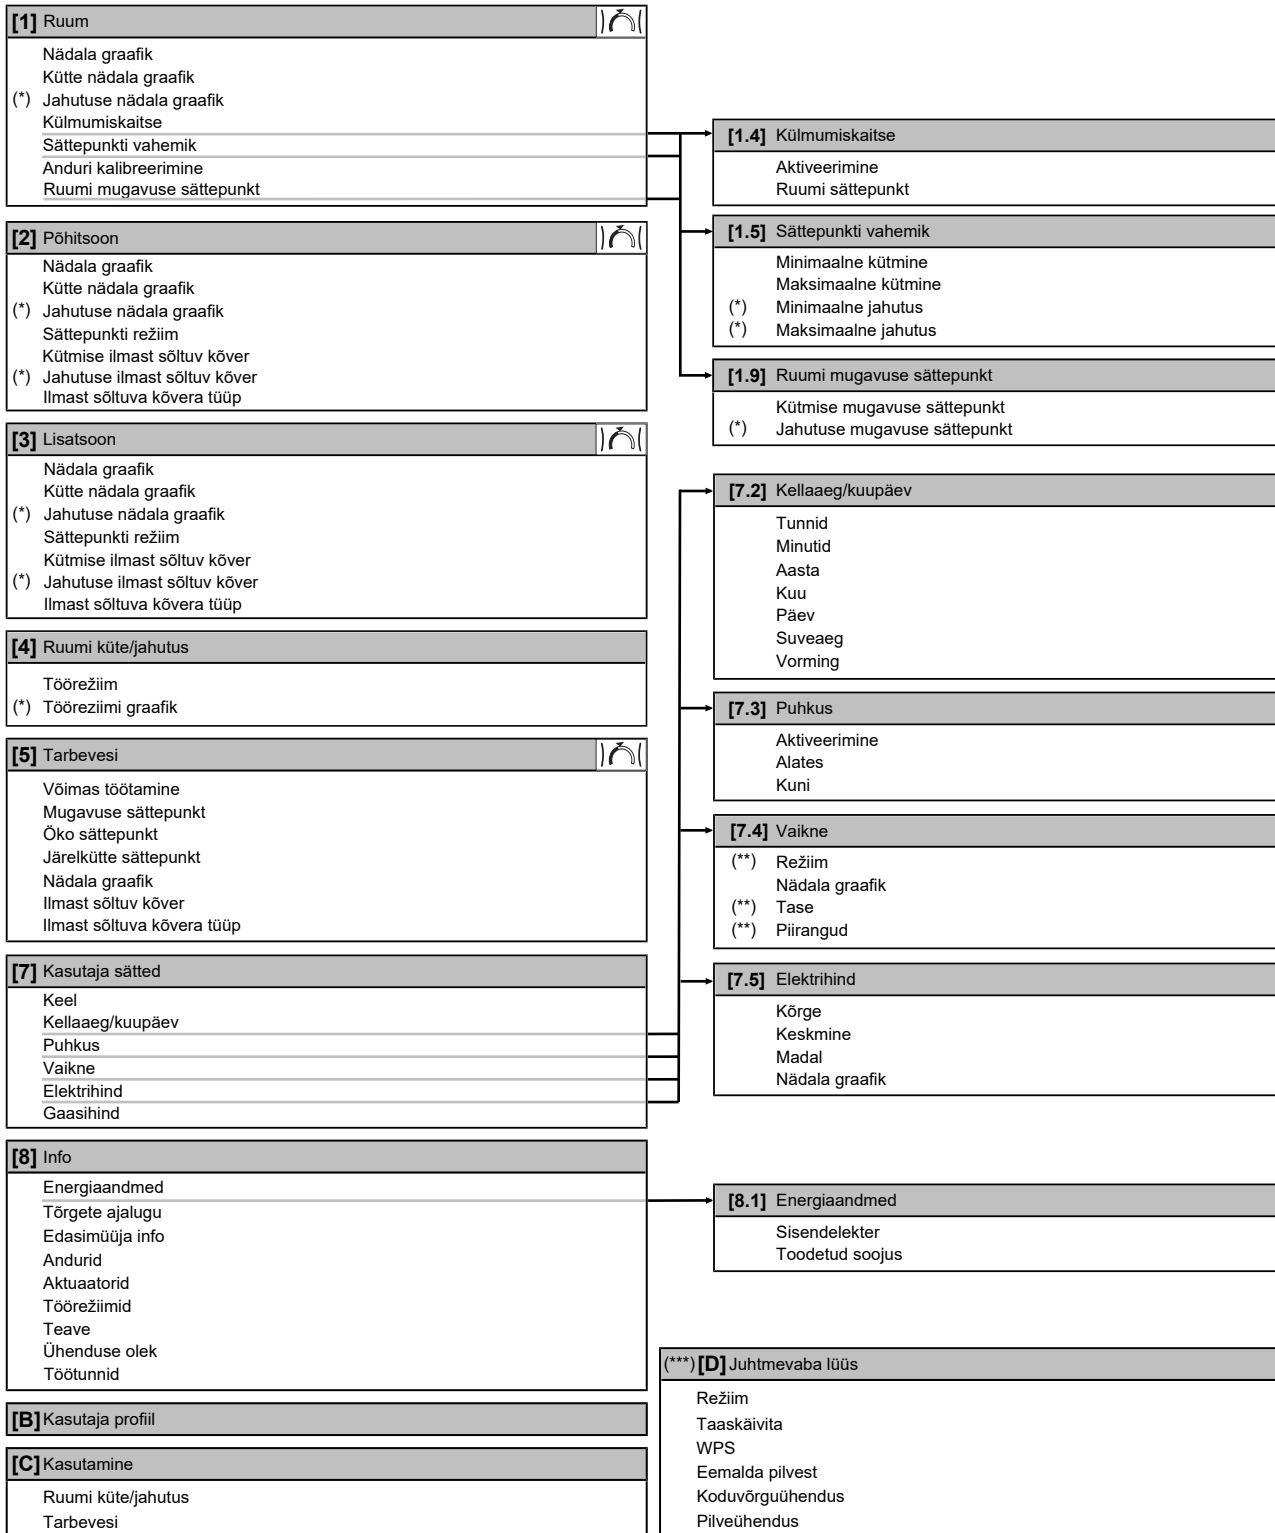 [1] Ruum
Nädala graafik
Kütte nädala graafik
(*) Jahutuse nädala graafik
Külmumiskaitse
Sättepunkti vahemik
Anduri kalibreerimine
Ruumi mugavuse sättepunkt
[2] Põhitsoon
Nädala graafik
Kütte nädala graafik
(*) Jahutuse nädala graafik
Sättepunkti režiim
Kütmise ilmast sõltuv kõver
(*) Jahutuse ilmast sõltuv kõver
Ilmast sõltuva kõvera tüüp
[3] Lisatsoon
Nädala graafik
Kütte nädala graafik
(*) Jahutuse nädala graafik
Sättepunkti režiim
Kütmise ilmast sõltuv kõver
(*) Jahutuse ilmast sõltuv kõver
Ilmast sõltuva kõvera tüüp
[4] Ruumi küte/jahutus
Töörežiim
(*) Tööreziimi graafik
[5] Tarbevesi
Võimas töötamine
Mugavuse sättepunkt
Öko sättepunkt
Järelkütte sättepunkt
Nädala graafik
Ilmast sõltuv kõver
Ilmast sõltuva kõvera tüüp
[7] Kasutaja sätted
Keel
Kellaaeg/kuupäev
Puhkus
Vaikne
Elektrihind
Gaasihind
[8] Info
Energiaandmed
Tõrgete ajalugu
Edasimüüja info
Andurid
Aktuaatorid
Töörežiimid
Teave
Ühenduse olek
Töötunnid
[B] Kasutaja profiil
[C] Kasutamine
Ruumi küte/jahutus
Tarbevesi
[1.4] Külmumiskaitse
Aktiveerimine
Ruumi sättepunkt
[1.5] Sättepunkti vahemik
Minimaalne kütmine
Maksimaalne kütmine
(*) Minimaalne jahutus
(*) Maksimaalne jahutus
[1.9] Ruumi mugavuse sättepunkt
Kütmise mugavuse sättepunkt
(*) Jahutuse mugavuse sättepunkt
[7.2] Kellaaeg/kuupäev
Tunnid
Minutid
Aasta
Kuu
Päev
Suveaeg
Vorming
[7.3] Puhkus
Aktiveerimine
Alates
Kuni
[7.4] Vaikne
(**) Režiim
Nädala graafik
(**) Tase
(**) Piirangud
[7.5] Elektrihind
Kõrge
Keskmine
Madal
Nädala graafik
[8.1] Energiaandmed
Sisendelekter
Toodetud soojus
(***) [D] Juhtmevaba lüüs
Režiim
Taaskäivita
WPS
Eemalda pilvest
Koduvõrguühendus
Pilveühendus